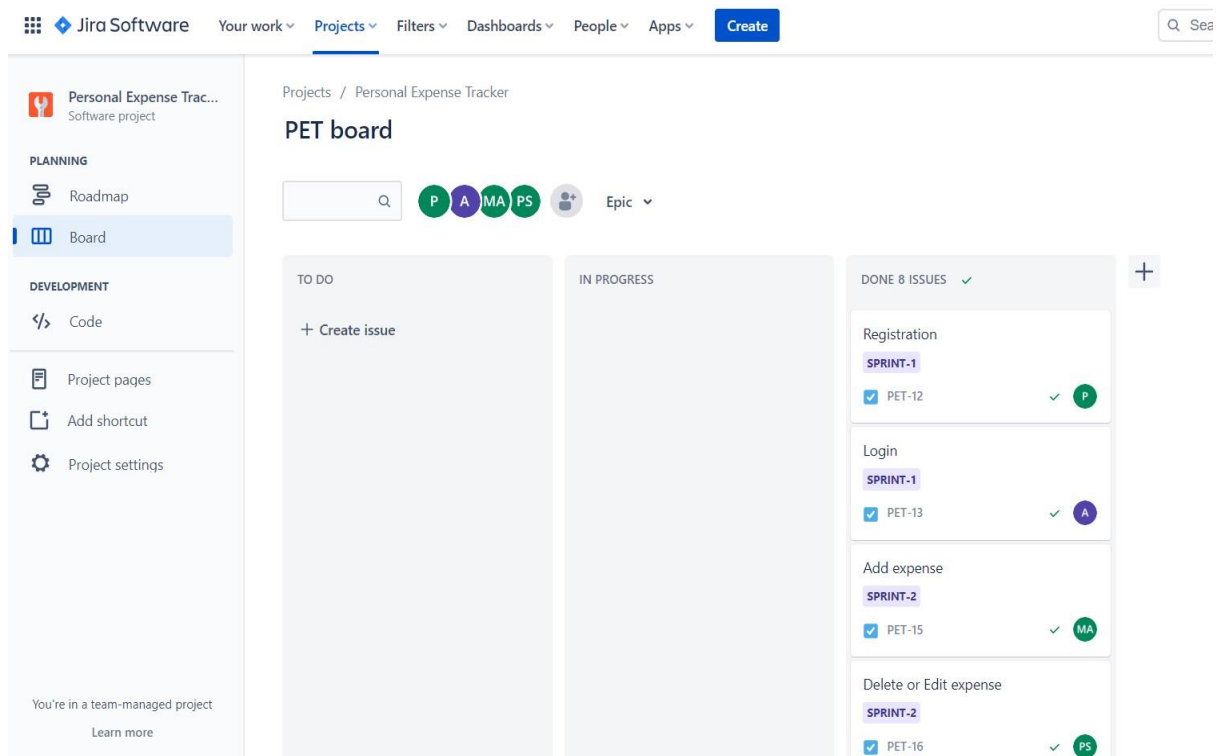 Jira Software Your work Projects Filters Dashboards People Apps Create Sea
Personal Expense Trac...
Software project
PLANNING
Roadmap
Board
DEVELOPMENT
Code
Project pages
Add shortcut
Project settings
You're in a team-managed project
Learn more
Projects / Personal Expense Tracker
PET board
P A MA PS Epic
TO DO
+ Create issue
IN PROGRESS
DONE 8 ISSUES
Registration
SPRINT-1
PET-12 P
Login
SPRINT-1
PET-13 A
Add expense
SPRINT-2
PET-15 MA
Delete or Edit expense
SPRINT-2
PET-16 PS